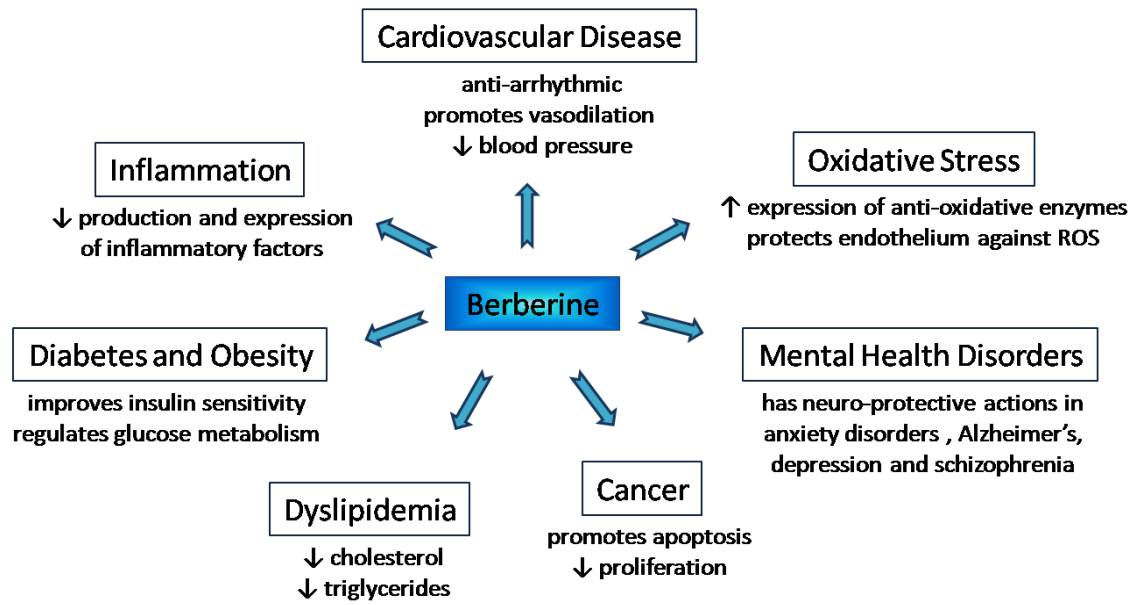 Cardiovascular Disease
anti-arrhythmic
promotes vasodilation
↓ blood pressure
Inflammation
↓ production and expression
of inflammatory factors
Oxidative Stress
↑ expression of anti-oxidative enzymes
protects endothelium against ROS
Berberine
Diabetes and Obesity
improves insulin sensitivity
regulates glucose metabolism
Mental Health Disorders
has neuro-protective actions in
anxiety disorders , Alzheimer's,
depression and schizophrenia
Dyslipidemia
↓ cholesterol
↓ triglycerides
Cancer
promotes apoptosis
↓ proliferation